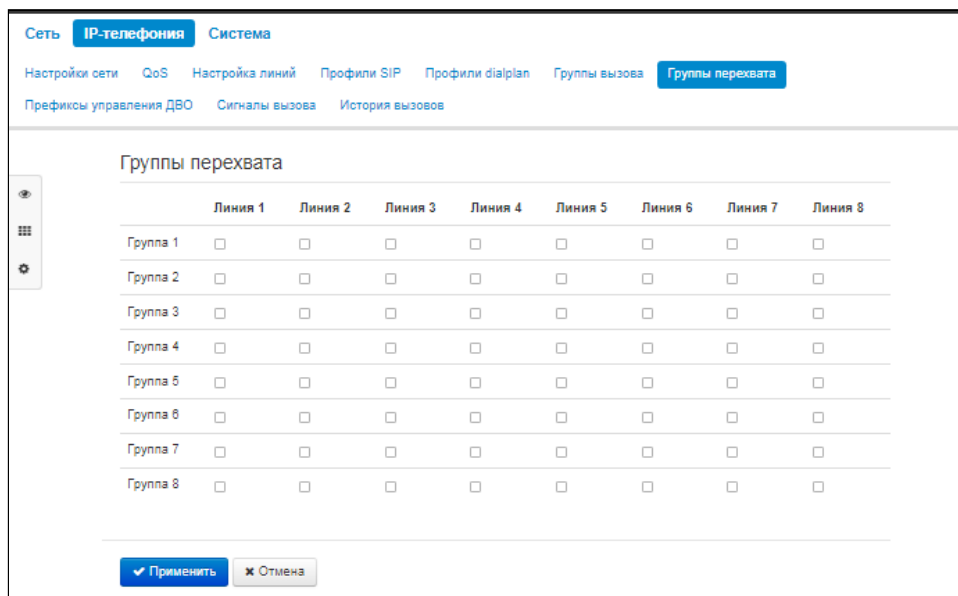 Сеть IP-телефония Система
Настройки сети QoS Настройка линий Профили SIP Профили dialplan Группы вызова Группы перехвата
Префиксы управления ДВО Сигналы вызова История вызовов
Группы перехвата
Линия 1 Линия 2 Линия 3 Линия 4 Линия 5 Линия 6 Линия 7 Линия 8
Группа 1
Группа 2
Группа 3
Группа 4
Группа 5
Группа 6
Группа 7
Группа 8
Применить Отмена